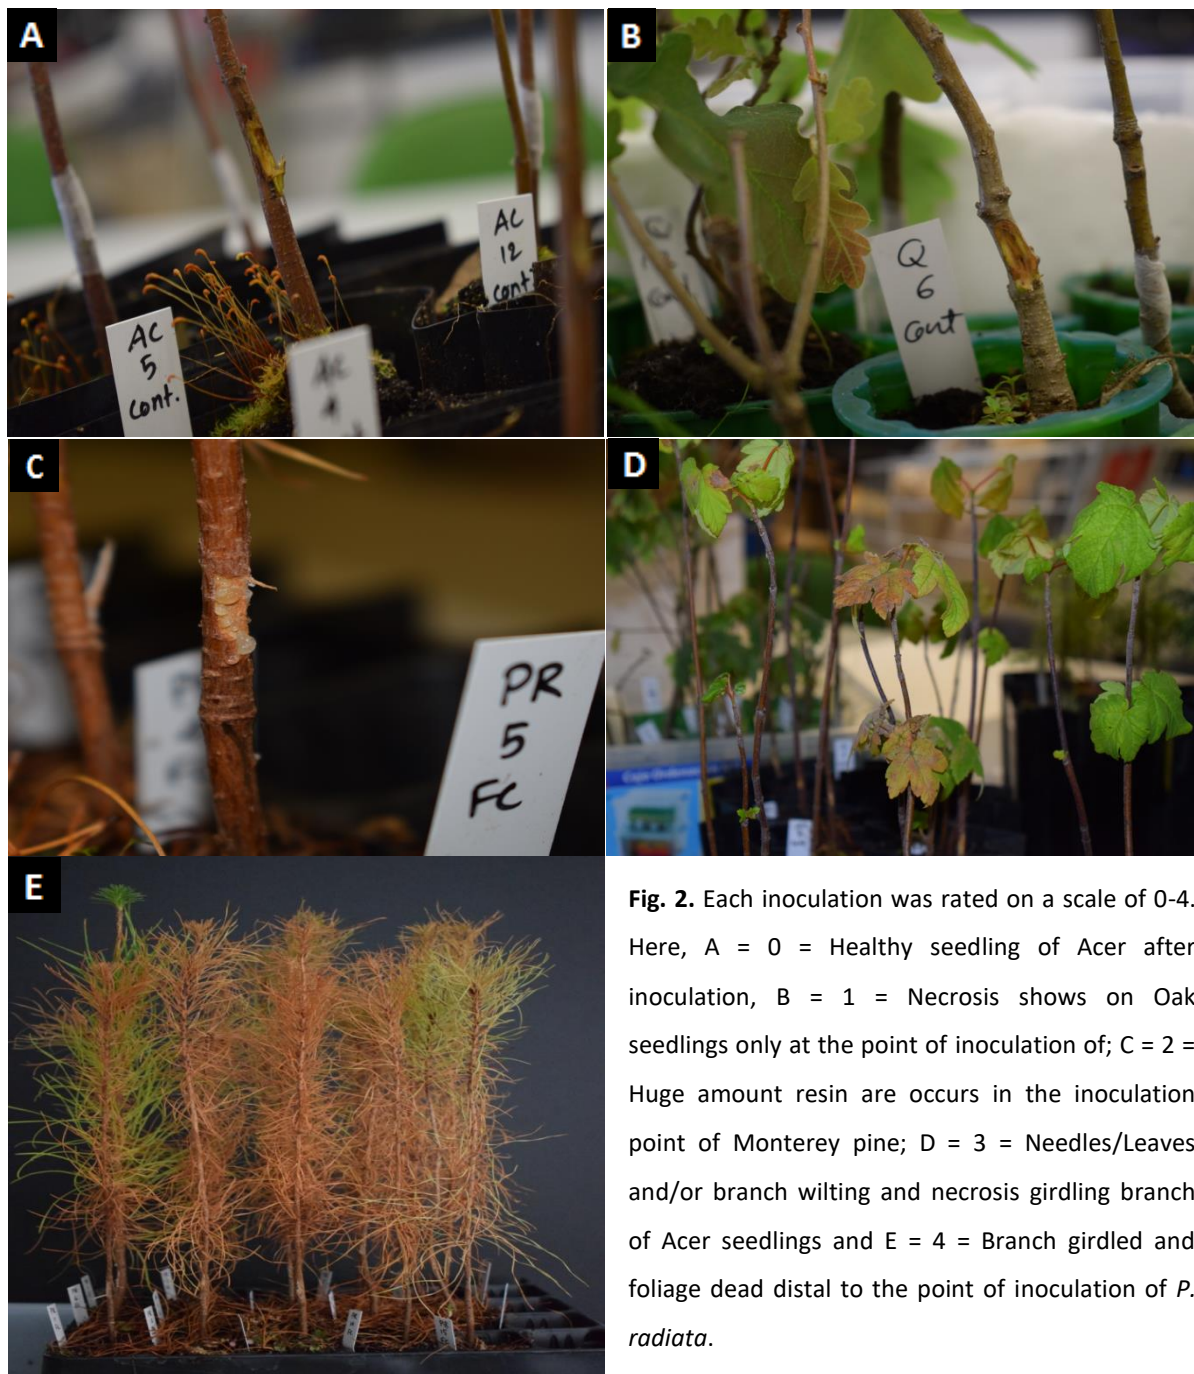 A
AC
5
cont.
AC
4
AC
12
cont.
B
Q
6
cont
C
PR
5
FC
D
E
Fig. 2. Each inoculation was rated on a scale of 0-4.
Here, A = 0 = Healthy seedling of Acer after
inoculation, B = 1 = Necrosis shows on Oak
seedlings only at the point of inoculation of; C = 2 =
Huge amount resin are occurs in the inoculation
point of Monterey pine; D = 3 = Needles/Leaves
and/or branch wilting and necrosis girdling branch
of Acer seedlings and E = 4 = Branch girdled and
foliage dead distal to the point of inoculation of P.
radiata.